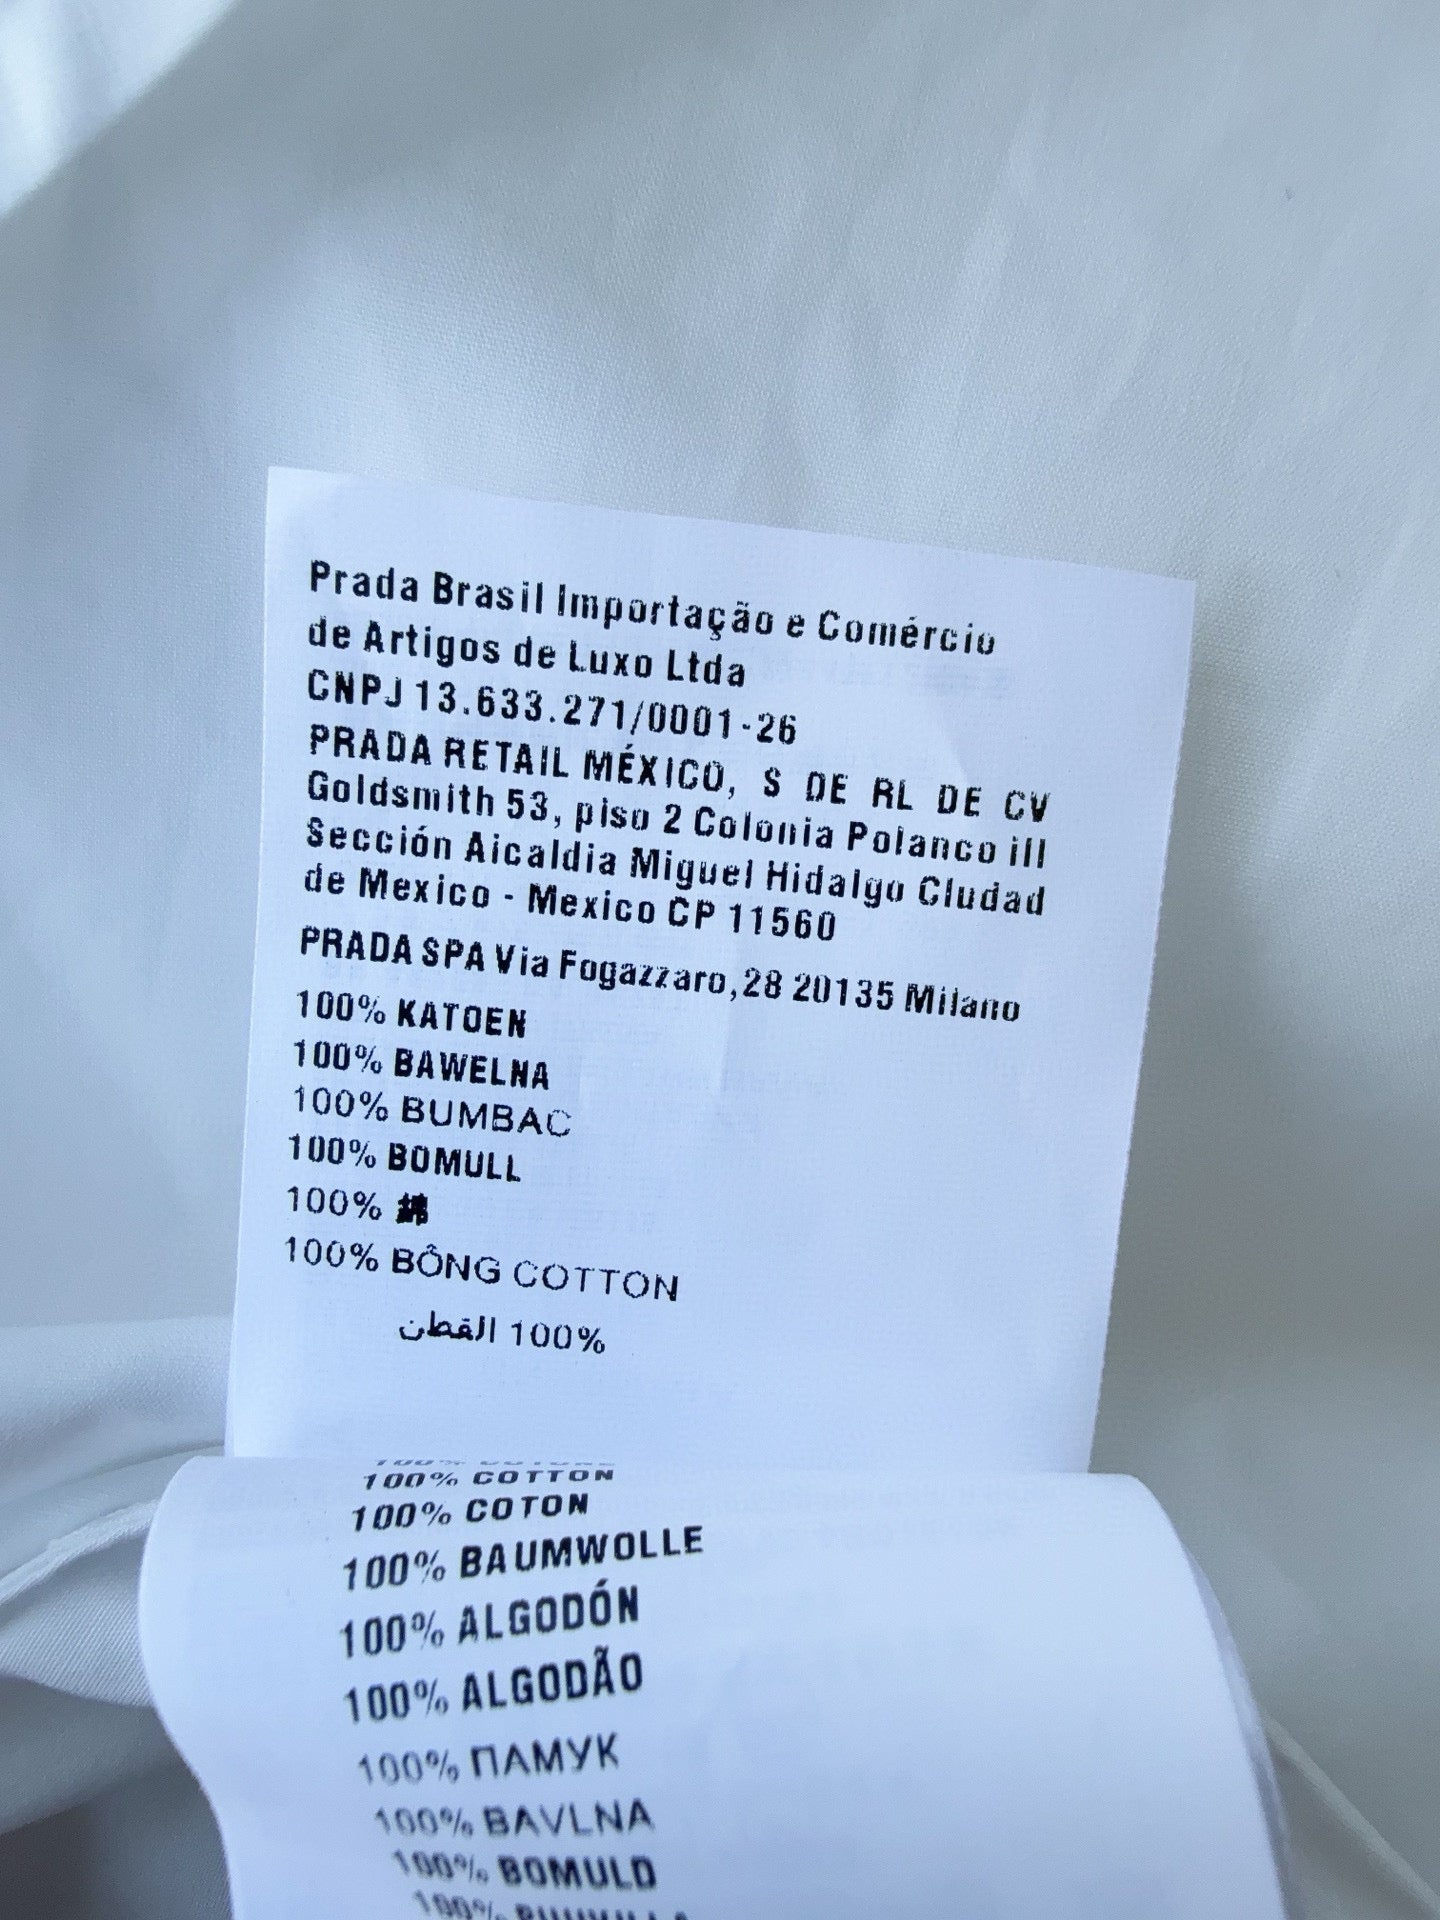 Prada Brasil Importação e Comércio
de Artigos de Luxo Ltda
CNPJ 13.633.271/0001-26
PRADA RETAIL MÉXICO, S DE RL DE CV
Goldsmith 53, piso 2 Colonia Polanco ill
Sección Aicaldia Miguel Hidalgo Cludad
de Mexico - Mexico CP 11560
PRADA SPA Via Fogazzaro,28 20135 Milano
100% KATOEN
100% BAWELNA
100% BUMBAC
100% BOMULL
100% 綿
100% BÔNG COTTON
100% القطن
100% COTTON
100% COTON
100% BAUMWOLLE
100% ALGODÓN
100% ALGODÃO
100% ПАМУК
100% BAVLNA
100% BOMULD
100%